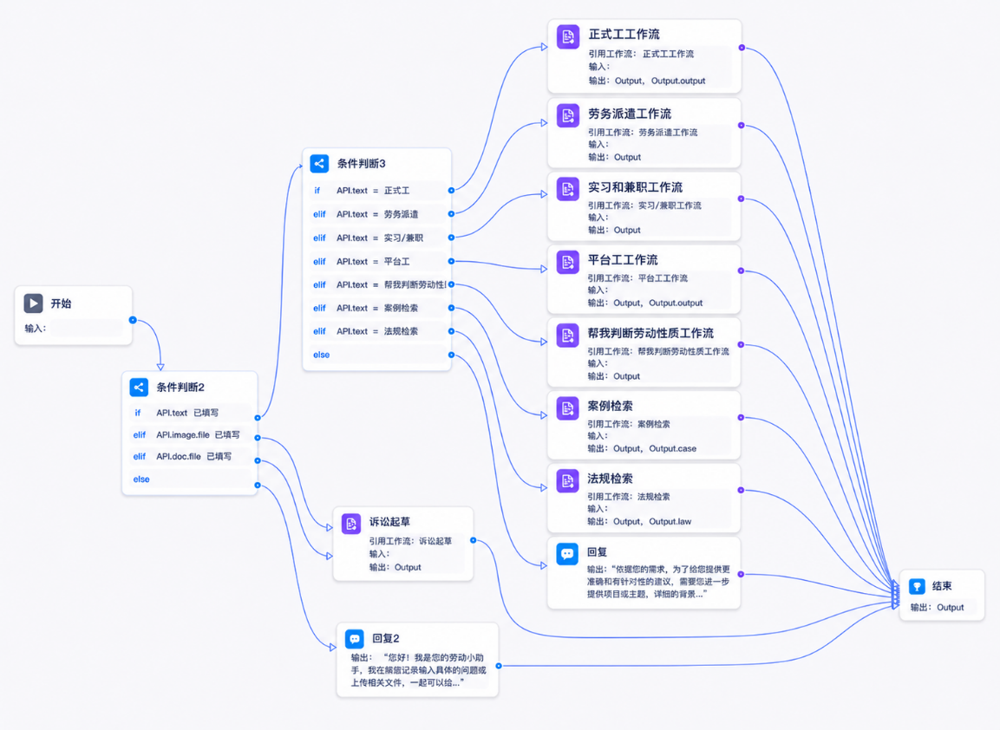 正式工工作流
引用工作流: 正式工工作流
输入:
输出: Output, Output.output
劳务派遣工作流
引用工作流: 劳务派遣工作流
输入:
输出: Output
实习和兼职工作流
引用工作流: 实习/兼职工作流
输入:
输出: Output
平台工工作流
引用工作流: 平台工工作流
输入:
输出: Output, Output.output
帮我判断劳动性质工作流
引用工作流: 帮我判断劳动性质工作流
输入:
输出: Output
案例检索
引用工作流: 案例检索
输入:
输出: Output, Output.case
法规检索
引用工作流: 法规检索
输入:
输出: Output, Output.law
回复
输出: “依据您的需求，为了给您提供更
准确和有针对性的建议，需要您进一步
提供项目或主题，详细的背景...”
条件判断3
if API.text = 正式工
elif API.text = 劳务派遣
elif API.text = 实习/兼职
elif API.text = 平台工
elif API.text = 帮我判断劳动性
elif API.text = 案例检索
elif API.text = 法规检索
else
开始
输入:
条件判断2
if API.text 已填写
elif API.image.file 已填写
elif API.doc.file 已填写
else
诉讼起草
引用工作流: 诉讼起草
输入:
输出: Output
回复2
输出: “您好！我是您的劳动小助
手，我在解记录输入具体的问题或
上传相关文件，一起可以给...”
结束
输出: Output